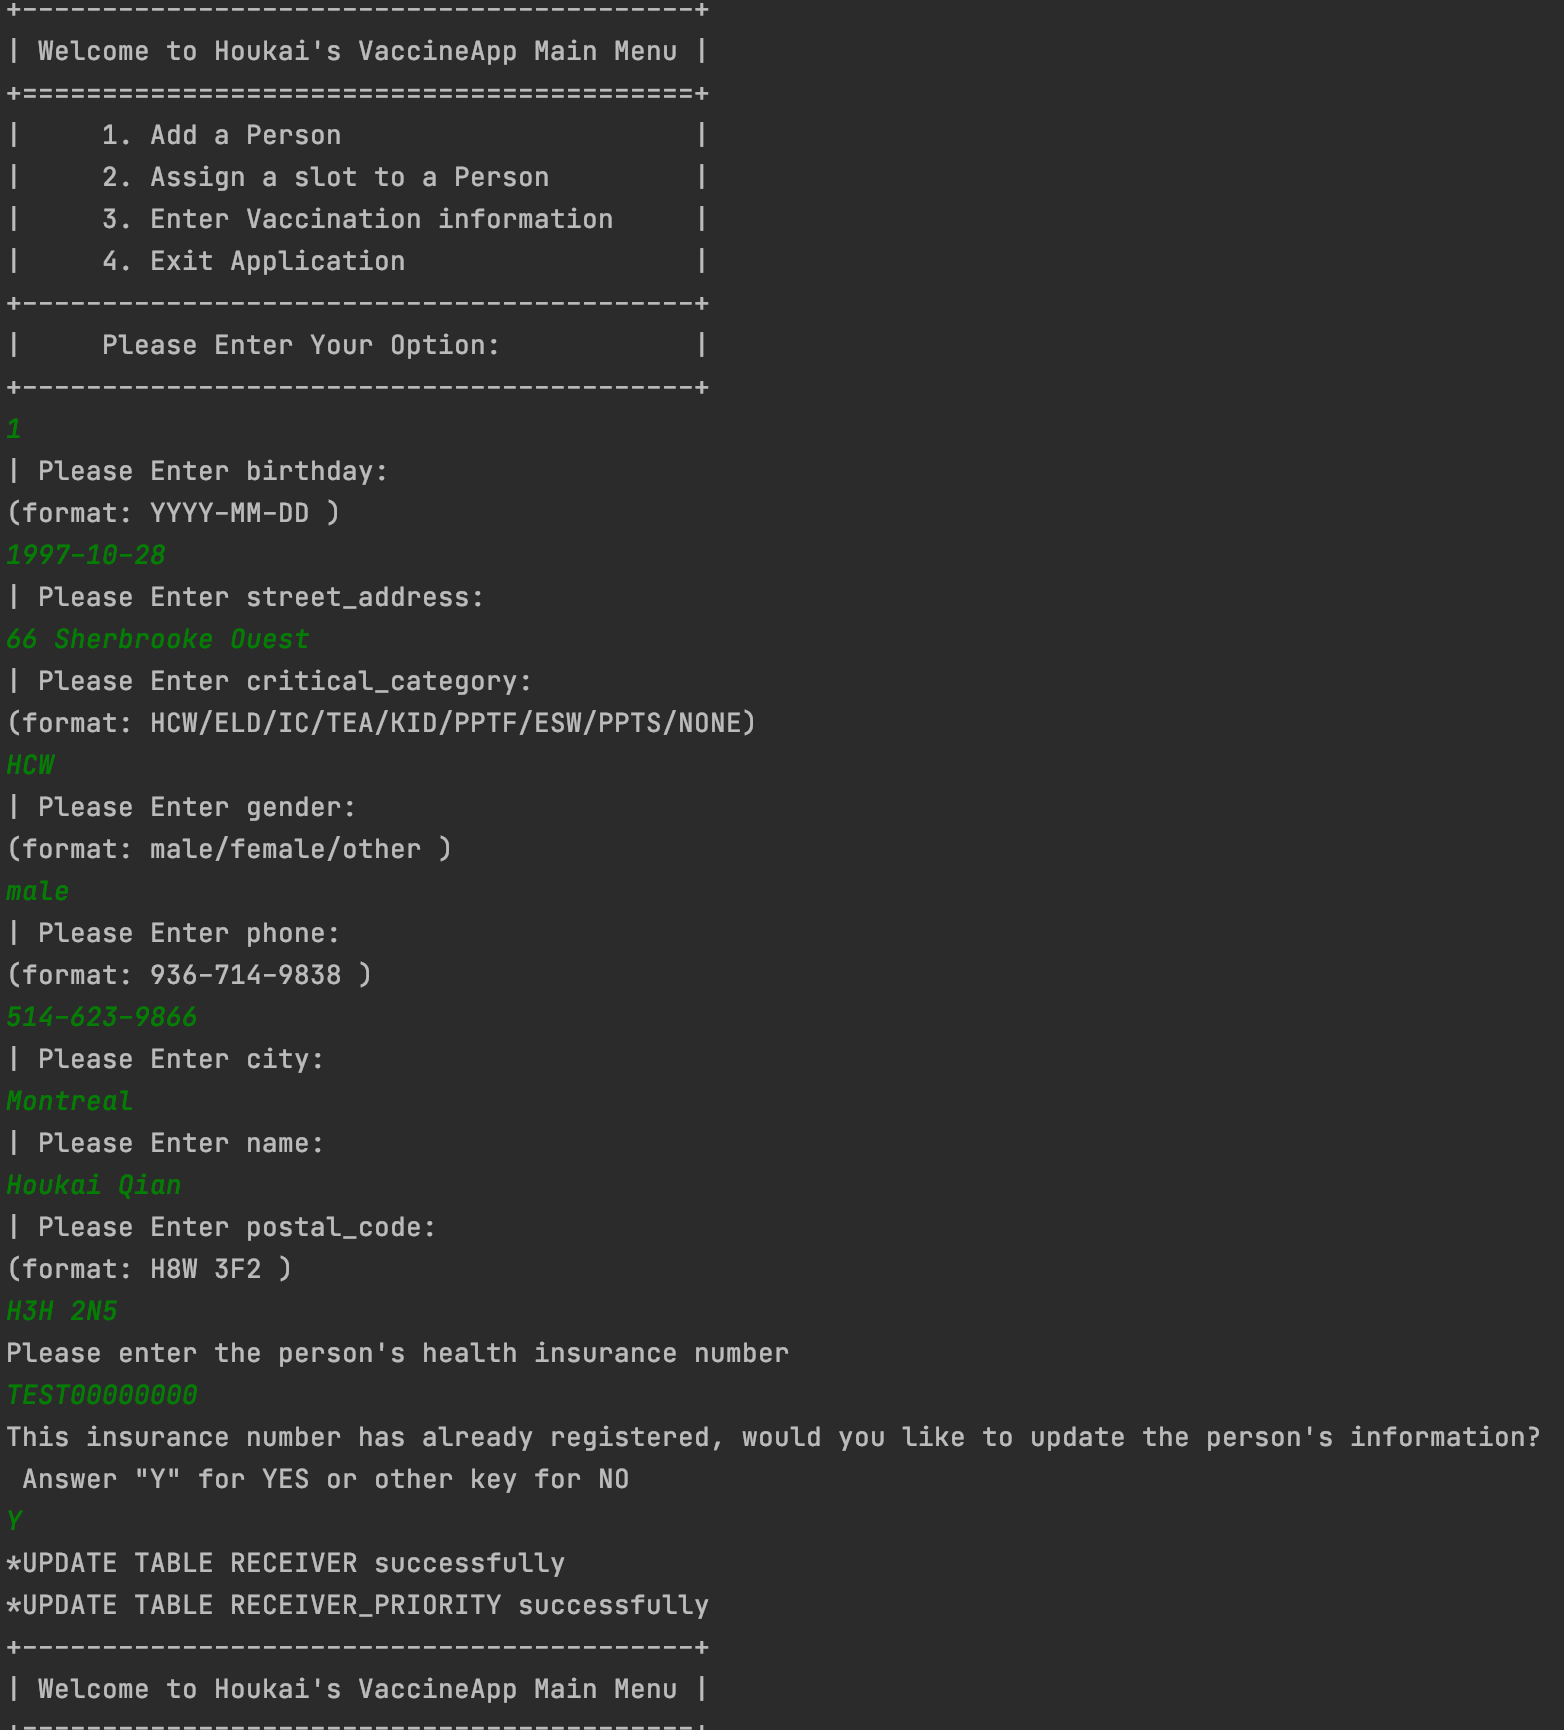 +------------------------------------------+
| Welcome to Houkai's VaccineApp Main Menu |
+==========================================+
|     1. Add a Person                      |
|     2. Assign a slot to a Person         |
|     3. Enter Vaccination information     |
|     4. Exit Application                  |
+------------------------------------------+
|     Please Enter Your Option:            |
+------------------------------------------+
1
| Please Enter birthday:
(format: YYYY-MM-DD )
1997-10-28
| Please Enter street_address:
66 Sherbrooke Ouest
| Please Enter critical_category:
(format: HCW/ELD/IC/TEA/KID/PPTF/ESW/PPTS/NONE)
HCW
| Please Enter gender:
(format: male/female/other )
male
| Please Enter phone:
(format: 936-714-9838 )
514-623-9866
| Please Enter city:
Montreal
| Please Enter name:
Houkai Qian
| Please Enter postal_code:
(format: H8W 3F2 )
H3H 2N5
Please enter the person's health insurance number
TEST00000000
This insurance number has already registered, would you like to update the person's information?
 Answer "Y" for YES or other key for NO
Y
*UPDATE TABLE RECEIVER successfully
*UPDATE TABLE RECEIVER_PRIORITY successfully
+------------------------------------------+
| Welcome to Houkai's VaccineApp Main Menu |
+==========================================+